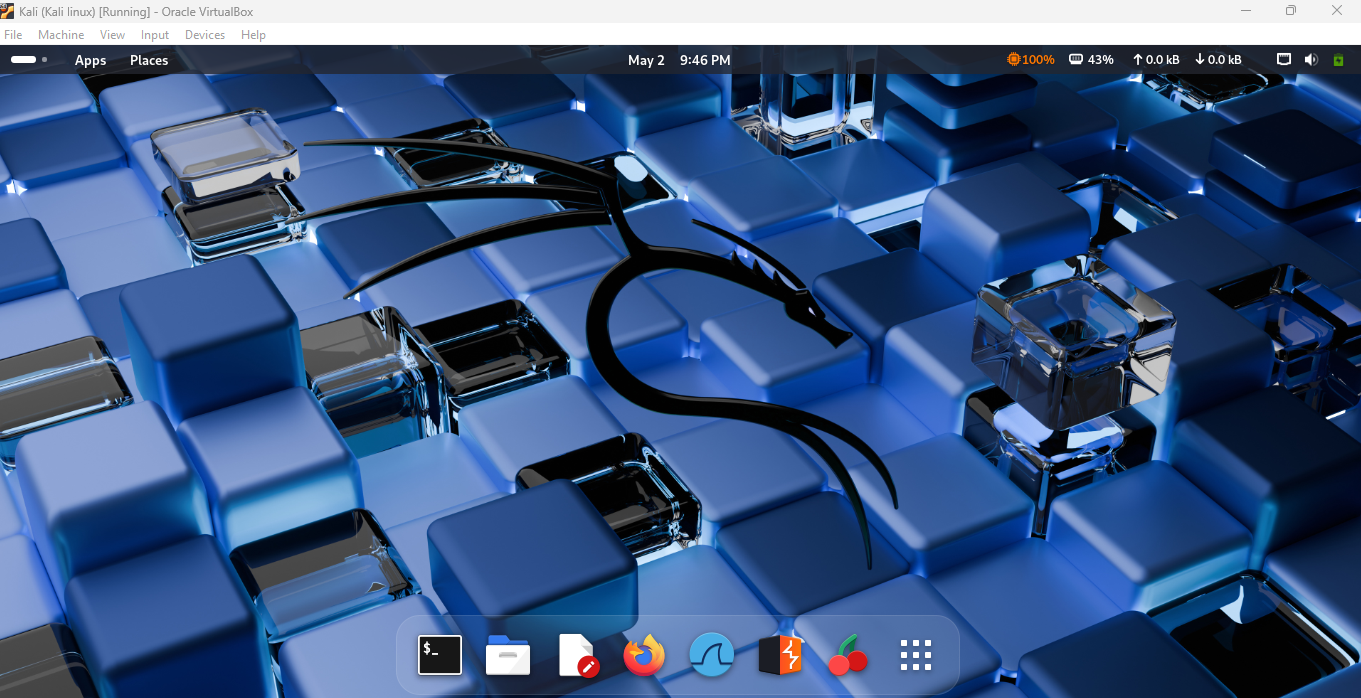 Kali (Kali linux) [Running] - Oracle VirtualBox
File Machine View Input Devices Help
Apps Places May 2 9:46 PM 100% 43% ↑0.0 kB ↓0.0 kB
$_